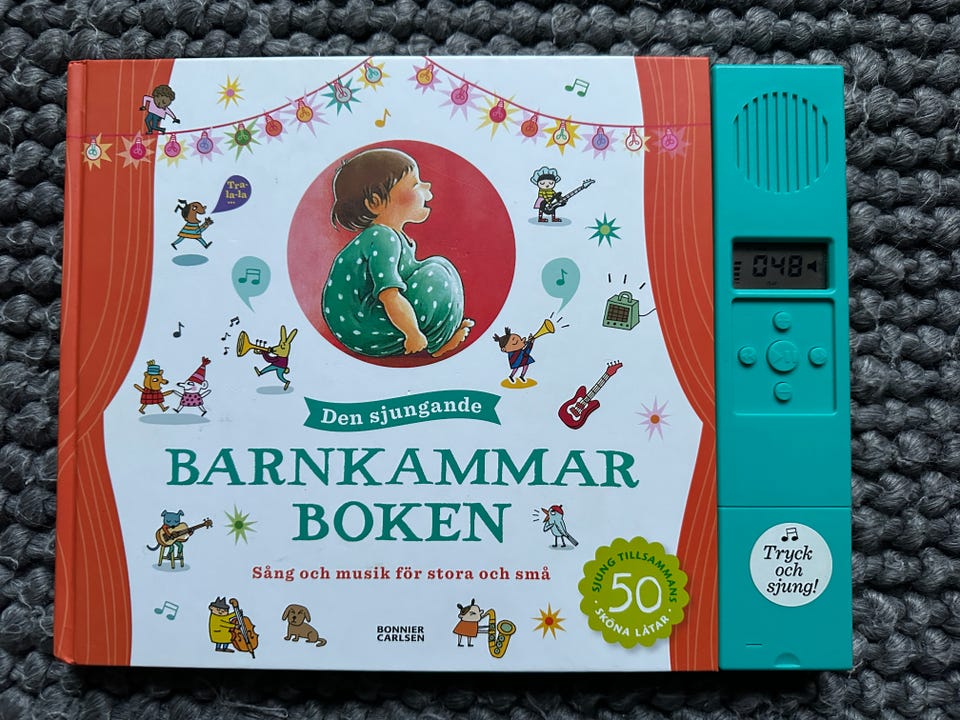 Tra-
la-la
...
048
Den sjungande
BARNKAMMAR
BOKEN
Sång och musik för stora och små
SJUNG TILLSAMMANS
50
SKÖNA LÅTAR
Tryck
och
sjung!
BONNIER
CARLSEN